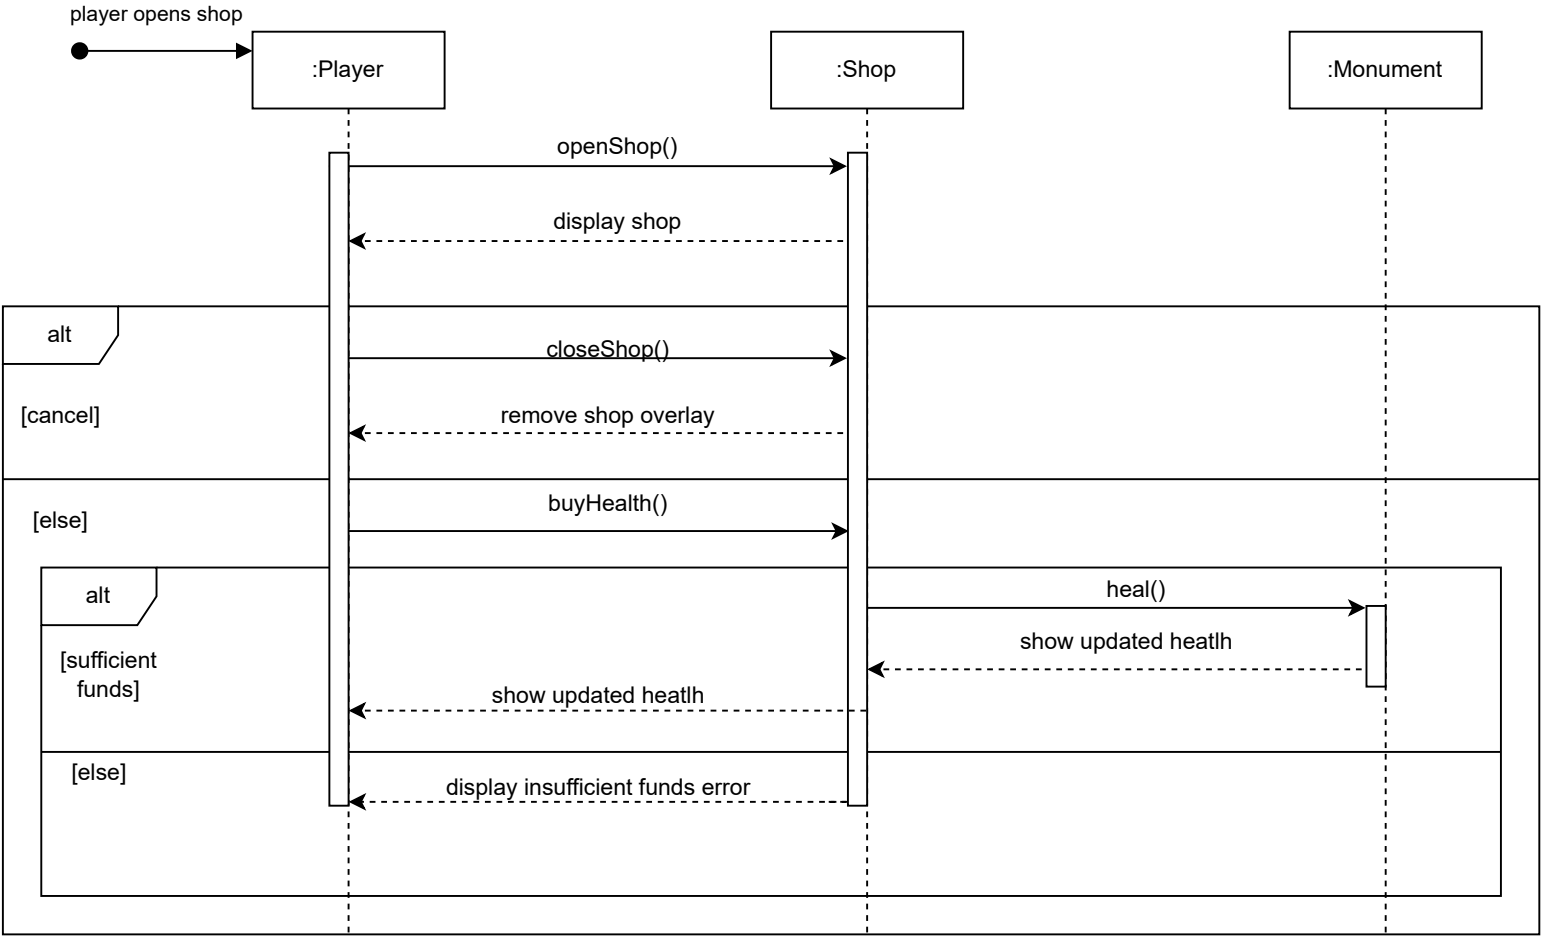 player opens shop
:Player
:Shop
:Monument
openShop()
display shop
alt
closeShop()
[cancel]
remove shop overlay
buyHealth()
[else]
alt
heal()
show updated heatlh
[sufficient
funds]
show updated heatlh
[else]
display insufficient funds error